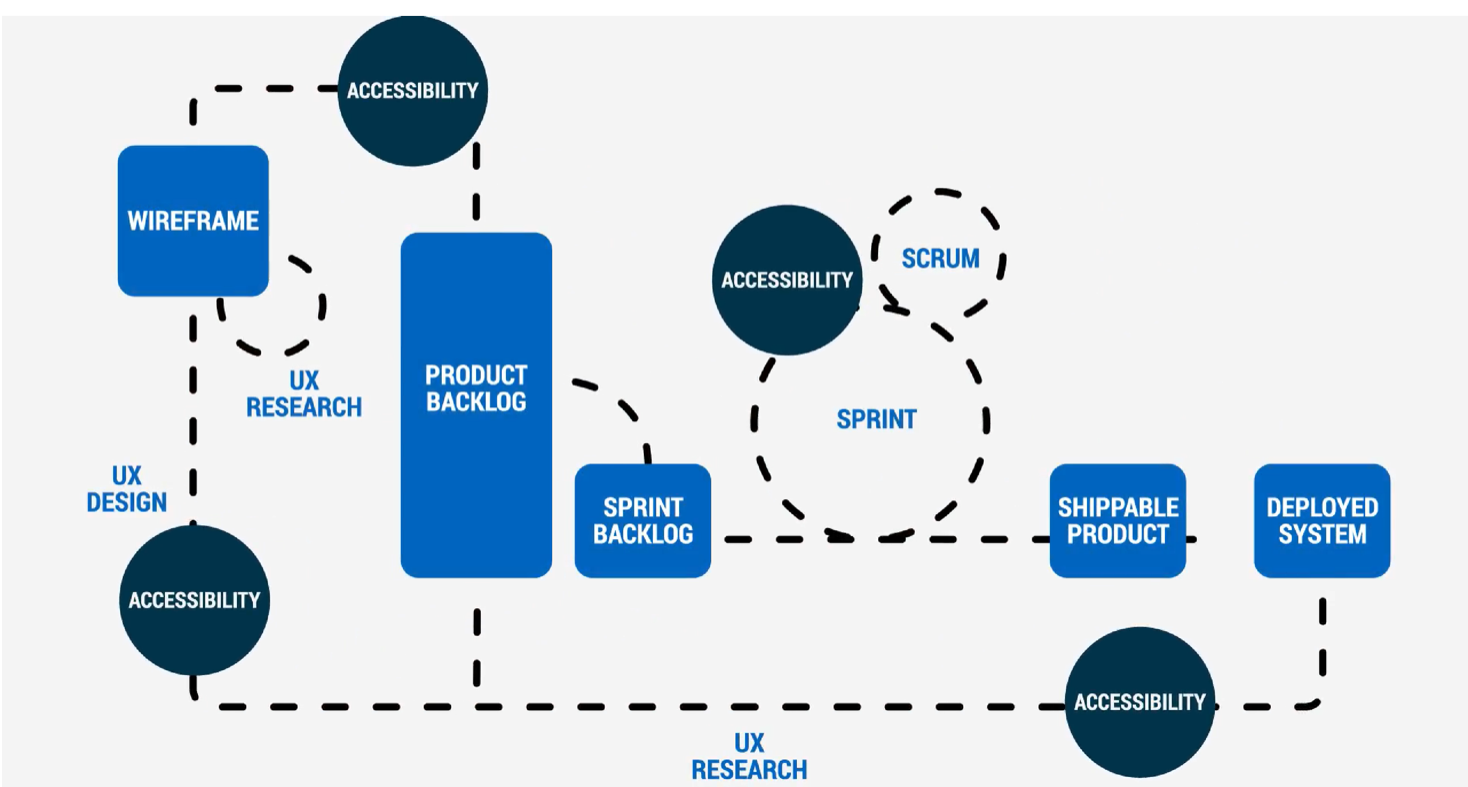 ACCESSIBILITY
WIREFRAME
UX
RESEARCH
UX
DESIGN
ACCESSIBILITY
PRODUCT
BACKLOG
SPRINT
BACKLOG
ACCESSIBILITY
SCRUM
SPRINT
SHIPPABLE
PRODUCT
DEPLOYED
SYSTEM
ACCESSIBILITY
UX
RESEARCH